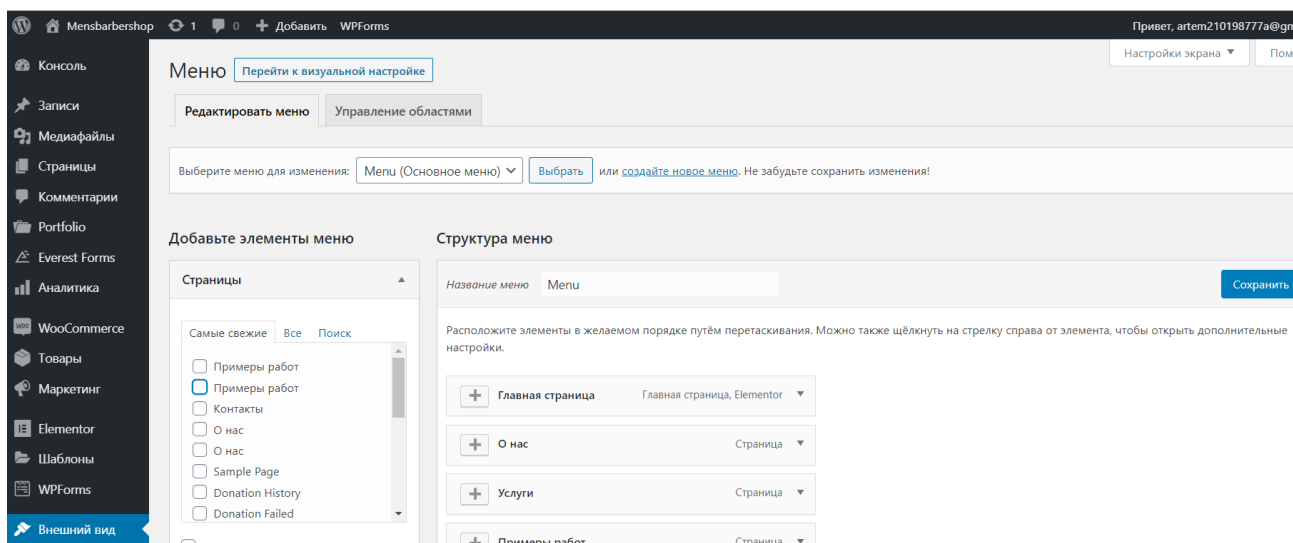 Mensbarbershop 1 0 + Добавить WPForms Привет, artem210198777a@gm
Настройки экрана ▼ Пом
Консоль
Записи
Медиафайлы
Страницы
Комментарии
Portfolio
Everest Forms
Аналитика
WooCommerce
Товары
Маркетинг
Elementor
Шаблоны
WPForms
Внешний вид
Меню Перейти к визуальной настройке
Редактировать меню Управление областями
Выберите меню для изменения: Menu (Основное меню) Выбрать или создайте новое меню. Не забудьте сохранить изменения!
Добавьте элементы меню
Страницы
Самые свежие Все Поиск
Примеры работ
Примеры работ
Контакты
О нас
О нас
Sample Page
Donation History
Donation Failed
Структура меню
Название меню Menu Сохранить
Расположите элементы в желаемом порядке путём перетаскивания. Можно также щёлкнуть на стрелку справа от элемента, чтобы открыть дополнительные
настройки.
Главная страница Главная страница, Elementor
О нас Страница
Услуги Страница
Примеры работ Страница